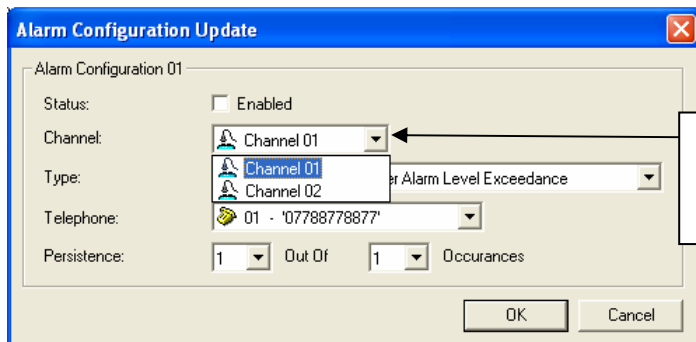 Alarm Configuration Update
Alarm Configuration 01
Status: Enabled
Channel: Channel 01
Channel 01
Channel 02
Type: Alarm Level Exceedance
Telephone: 01 - '07788778877'
Persistence: 1 Out Of 1 Occurances
OK Cancel